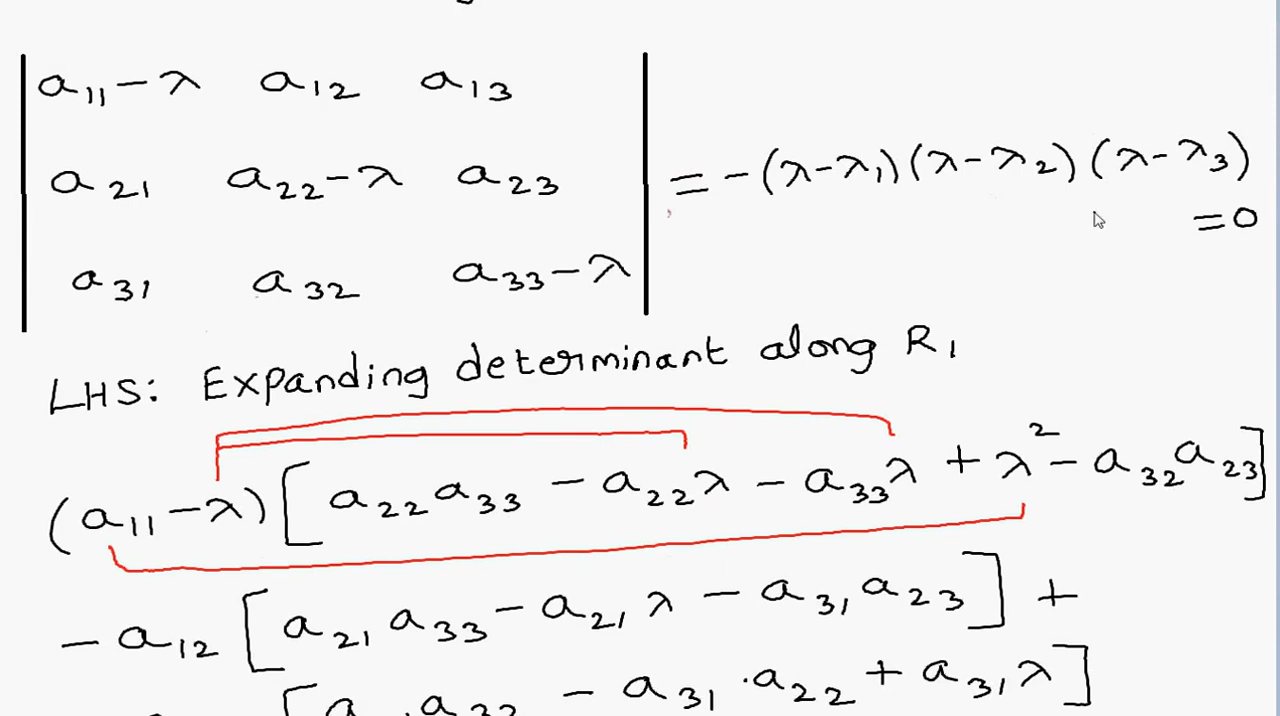 a₁₁-λ a₁₂ a₁₃
a₂₁ a₂₂-λ a₂₃ = -(λ-λ₁)(λ-λ₂)(λ-λ₃)
= 0
a₃₁ a₃₂ a₃₃-λ
LHS: Expanding determinant along R₁
(a₁₁-λ)[a₂₂a₃₃ - a₂₂λ - a₃₃λ + λ² - a₃₂a₂₃]
- a₁₂ [a₂₁a₃₃ - a₂₁λ - a₃₁a₂₃] +
- a₃₁·a₂₂ + a₃₁λ]